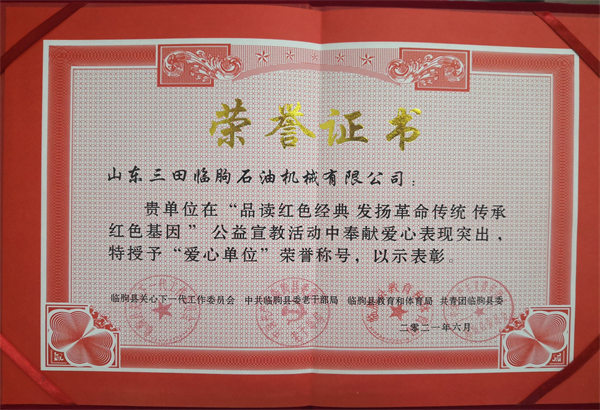 荣誉证书
山东三田临朐石油机械有限公司：
贵单位在“品读红色经典 发扬革命传统 传承
红色基因”公益宣教活动中奉献爱心表现突出，
特授予“爱心单位”荣誉称号，以示表彰。
临朐县关心下一代工作委员会 中共临朐县委老干部局 临朐县教育和体育局 共青团临朐县委
二零二一年六月